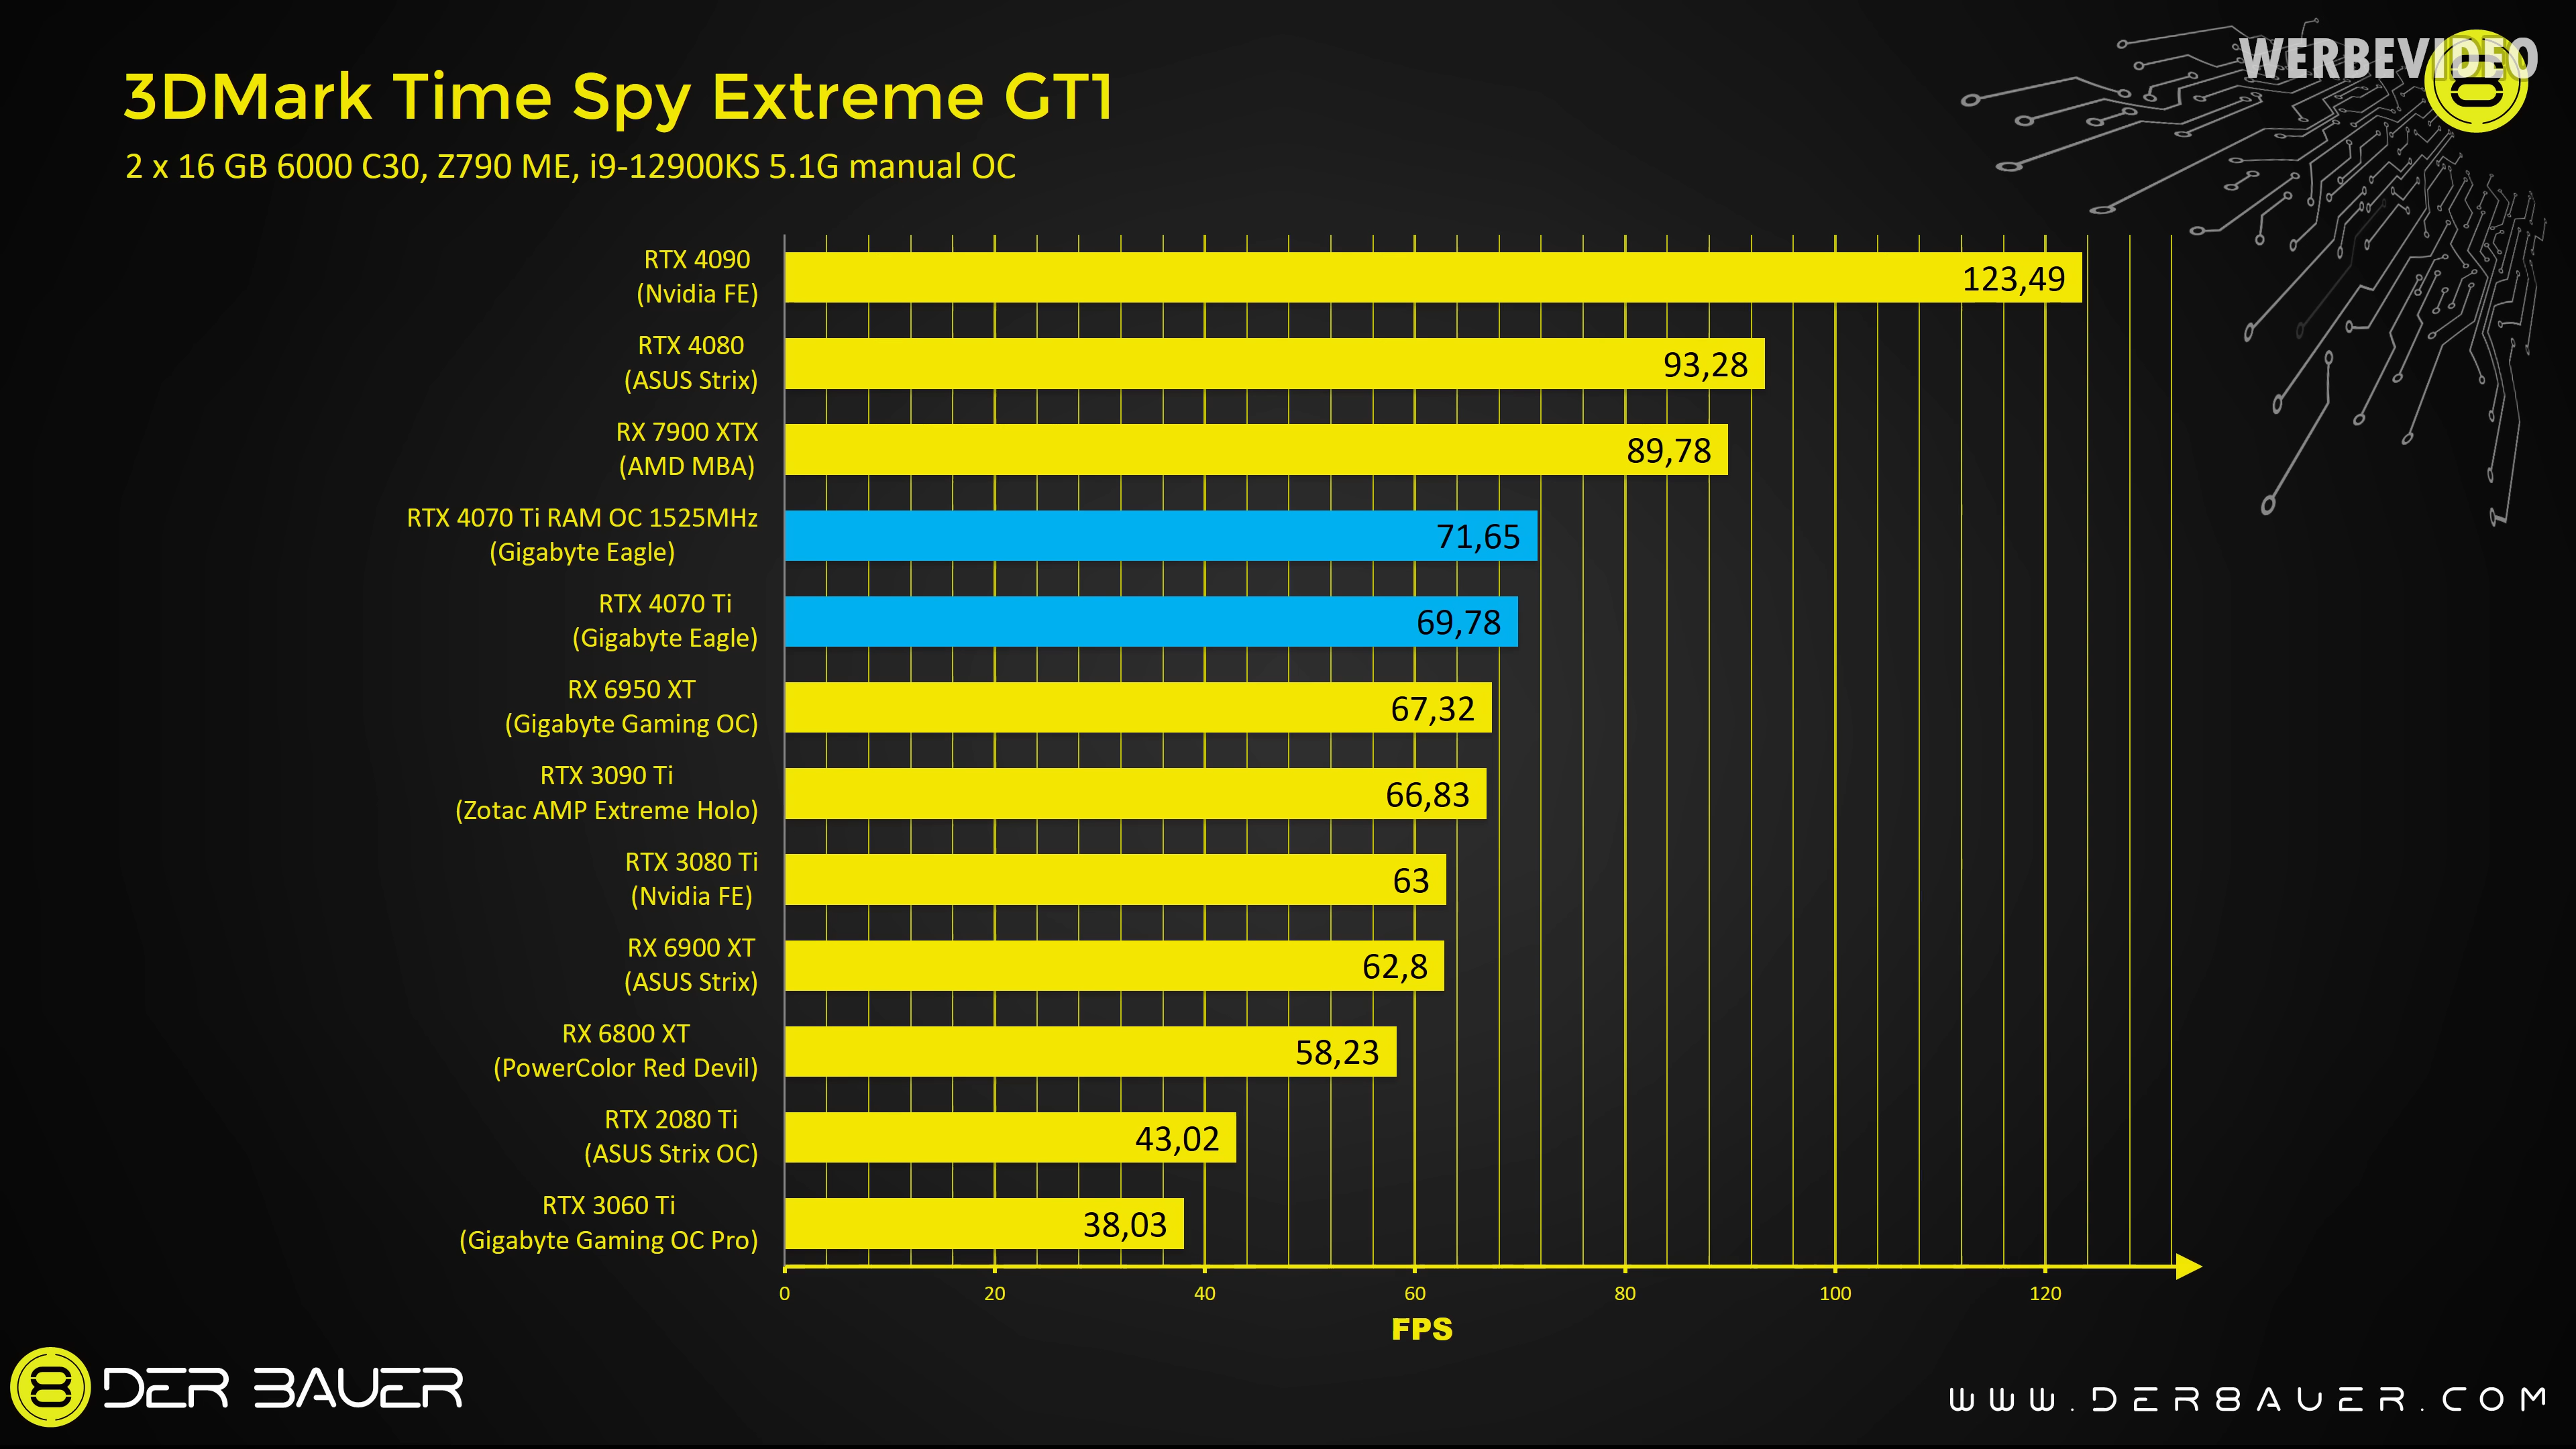 WERBEVIDEO
3DMark Time Spy Extreme GT1
2 x 16 GB 6000 C30, Z790 ME, i9-12900KS 5.1G manual OC
RTX 4090
(Nvidia FE)
123,49
RTX 4080
(ASUS Strix)
93,28
RX 7900 XTX
(AMD MBA)
89,78
RTX 4070 Ti RAM OC 1525MHz
(Gigabyte Eagle)
71,65
RTX 4070 Ti
(Gigabyte Eagle)
69,78
RX 6950 XT
(Gigabyte Gaming OC)
67,32
RTX 3090 Ti
(Zotac AMP Extreme Holo)
66,83
RTX 3080 Ti
(Nvidia FE)
63
RX 6900 XT
(ASUS Strix)
62,8
RX 6800 XT
(PowerColor Red Devil)
58,23
RTX 2080 Ti
(ASUS Strix OC)
43,02
RTX 3060 Ti
(Gigabyte Gaming OC Pro)
38,03
0 20 40 60 80 100 120
FPS
DER 8AUER
WWW.DER8AUER.COM